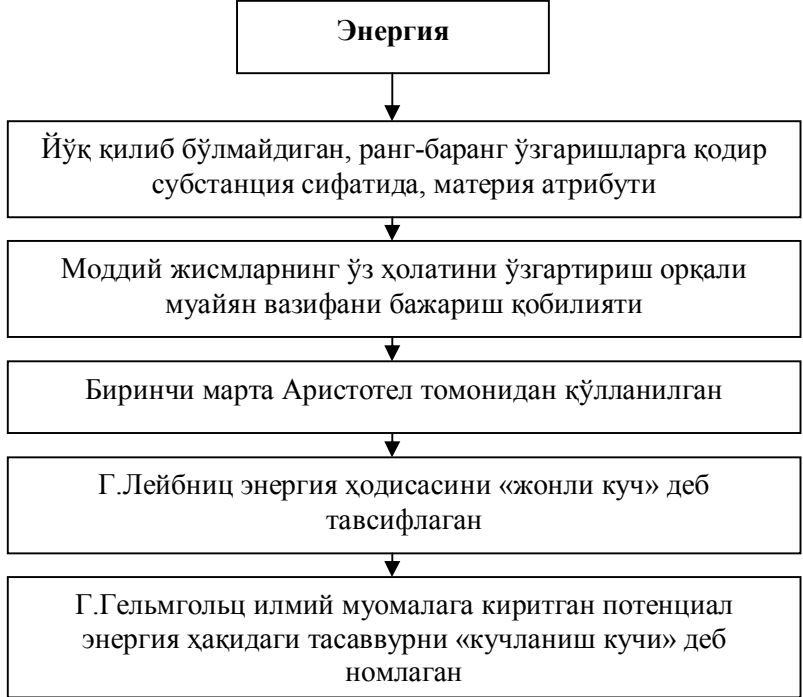 Энергия
Йўқ қилиб бўлмайдиган, ранг-баранг ўзгаришларга қодир
субстанция сифатида, материя атрибути
Моддий жисмларнинг ўз ҳолатини ўзгартириш орқали
муайян вазифани бажариш қобилияти
Биринчи марта Аристотел томонидан қўлланилган
Г.Лейбниц энергия ҳодисасини «жонли куч» деб
тавсифлаган
Г.Гельмгольц илмий муомалага киритган потенциал
энергия ҳақидаги тасаввурни «кучланиш кучи» деб
номлаган